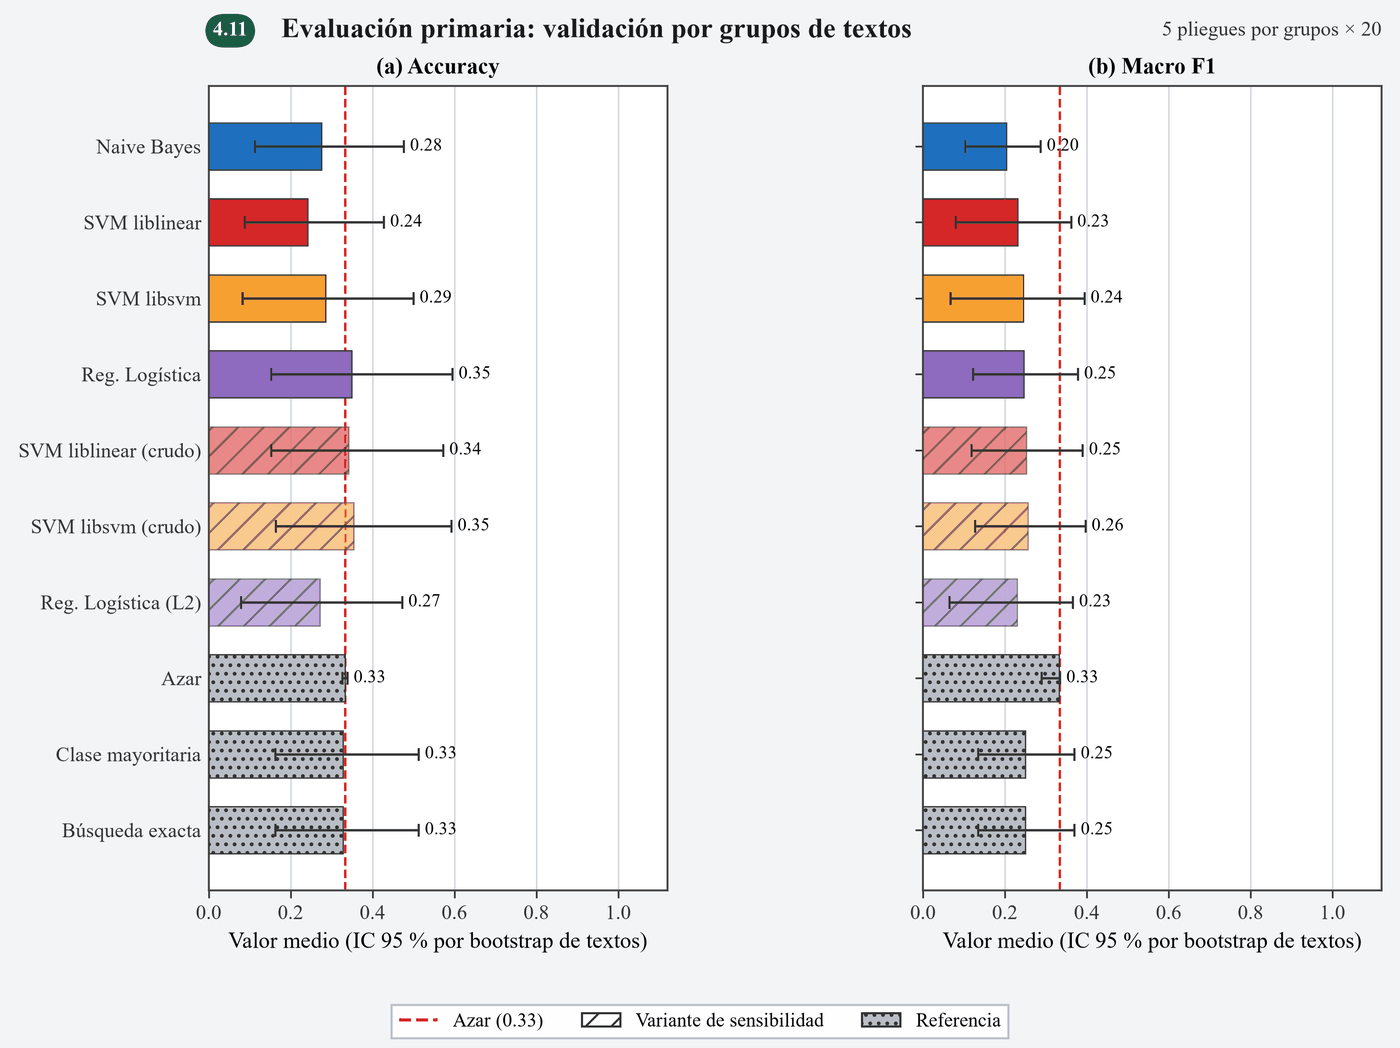 4.11 Evaluación primaria: validación por grupos de textos 5 pliegues por grupos × 20
(a) Accuracy
Naive Bayes 0.28
SVM liblinear 0.24
SVM libsvm 0.29
Reg. Logística 0.35
SVM liblinear (crudo) 0.34
SVM libsvm (crudo) 0.35
Reg. Logística (L2) 0.27
Azar 0.33
Clase mayoritaria 0.33
Búsqueda exacta 0.33
0.0 0.2 0.4 0.6 0.8 1.0
Valor medio (IC 95 % por bootstrap de textos)
(b) Macro F1
0.20
0.23
0.24
0.25
0.25
0.26
0.23
0.33
0.25
0.25
0.0 0.2 0.4 0.6 0.8 1.0
Valor medio (IC 95 % por bootstrap de textos)
Azar (0.33) Variante de sensibilidad Referencia